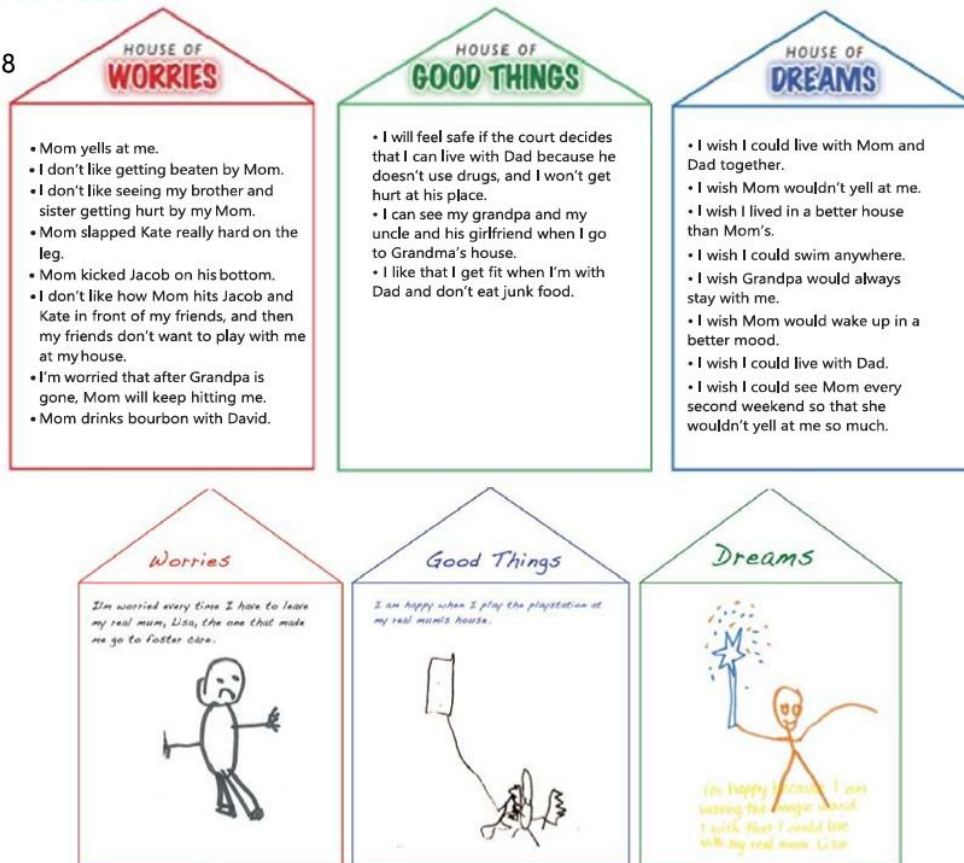 8
HOUSE OF
WORRIES
• Mom yells at me.
• I don't like getting beaten by Mom.
• I don't like seeing my brother and
sister getting hurt by my Mom.
• Mom slapped Kate really hard on the
leg.
• Mom kicked Jacob on his bottom.
• I don't like how Mom hits Jacob and
Kate in front of my friends, and then
my friends don't want to play with me
at my house.
• I'm worried that after Grandpa is
gone, Mom will keep hitting me.
• Mom drinks bourbon with David.
HOUSE OF
GOOD THINGS
• I will feel safe if the court decides
that I can live with Dad because he
doesn't use drugs, and I won't get
hurt at his place.
• I can see my grandpa and my
uncle and his girlfriend when I go
to Grandma's house.
• I like that I get fit when I'm with
Dad and don't eat junk food.
HOUSE OF
DREAMS
• I wish I could live with Mom and
Dad together.
• I wish Mom wouldn't yell at me.
• I wish I lived in a better house
than Mom's.
• I wish I could swim anywhere.
• I wish Grandpa would always
stay with me.
• I wish Mom would wake up in a
better mood.
• I wish I could live with Dad.
• I wish I could see Mom every
second weekend so that she
wouldn't yell at me so much.
Worries
I'm worried every time I have to leave
my real mum, Lisa, the one that made
me go to foster care.
Good Things
I am happy when I play the playstation at
my real mum's house.
Dreams
I'm happy because I am
waving the magic wand
I wish that I could live
with my real mum Lisa